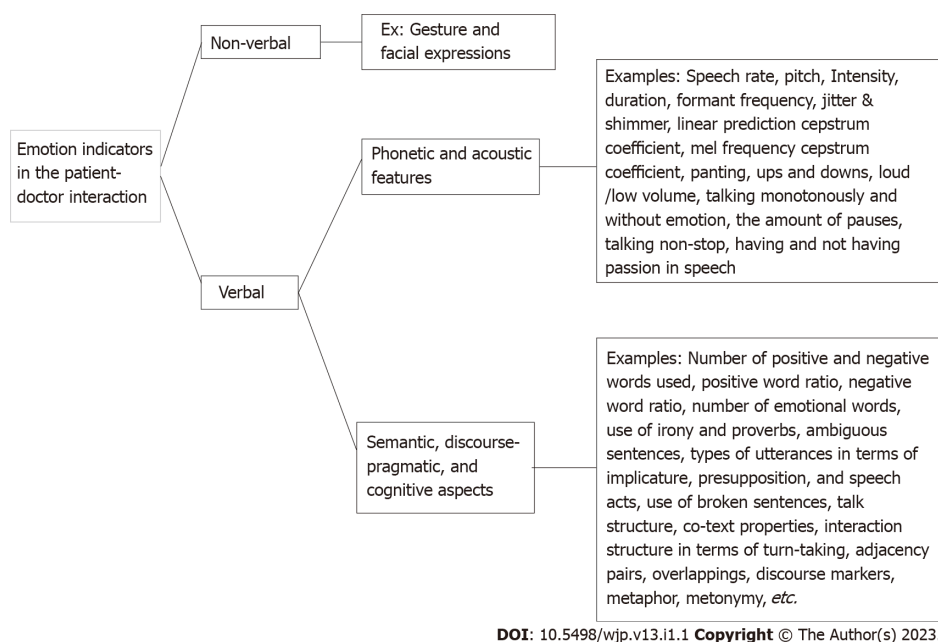 Non-verbal
Ex: Gesture and
facial expressions
Emotion indicators
in the patient-
doctor interaction
Phonetic and acoustic
features
Examples: Speech rate, pitch, Intensity,
duration, formant frequency, jitter &
shimmer, linear prediction cepstrum
coefficient, mel frequency cepstrum
coefficient, panting, ups and downs, loud
/low volume, talking monotonously and
without emotion, the amount of pauses,
talking non-stop, having and not having
passion in speech
Verbal
Semantic, discourse-
pragmatic, and
cognitive aspects
Examples: Number of positive and negative
words used, positive word ratio, negative
word ratio, number of emotional words,
use of irony and proverbs, ambiguous
sentences, types of utterances in terms of
implicature, presupposition, and speech
acts, use of broken sentences, talk
structure, co-text properties, interaction
structure in terms of turn-taking, adjacency
pairs, overlappings, discourse markers,
metaphor, metonymy, etc.
DOI: 10.5498/wjp.v13.i1.1 Copyright © The Author(s) 2023